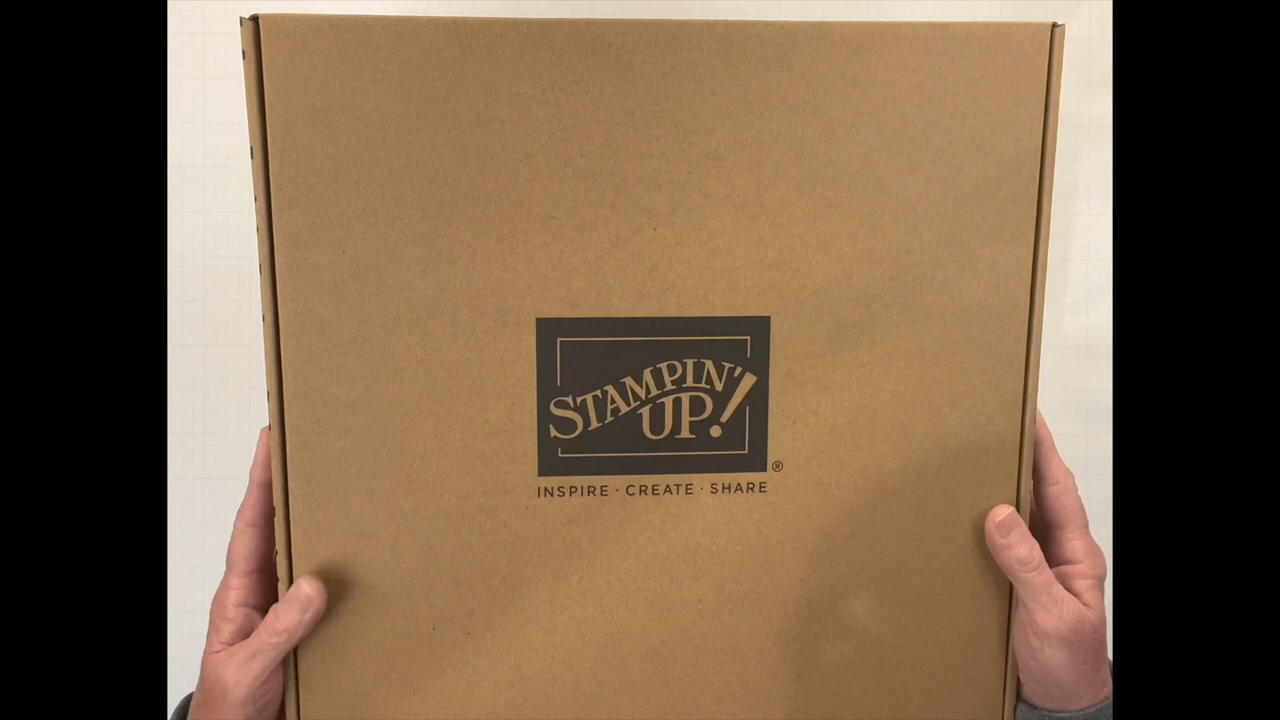 STAMPIN'
UP!
®
INSPIRE · CREATE · SHARE